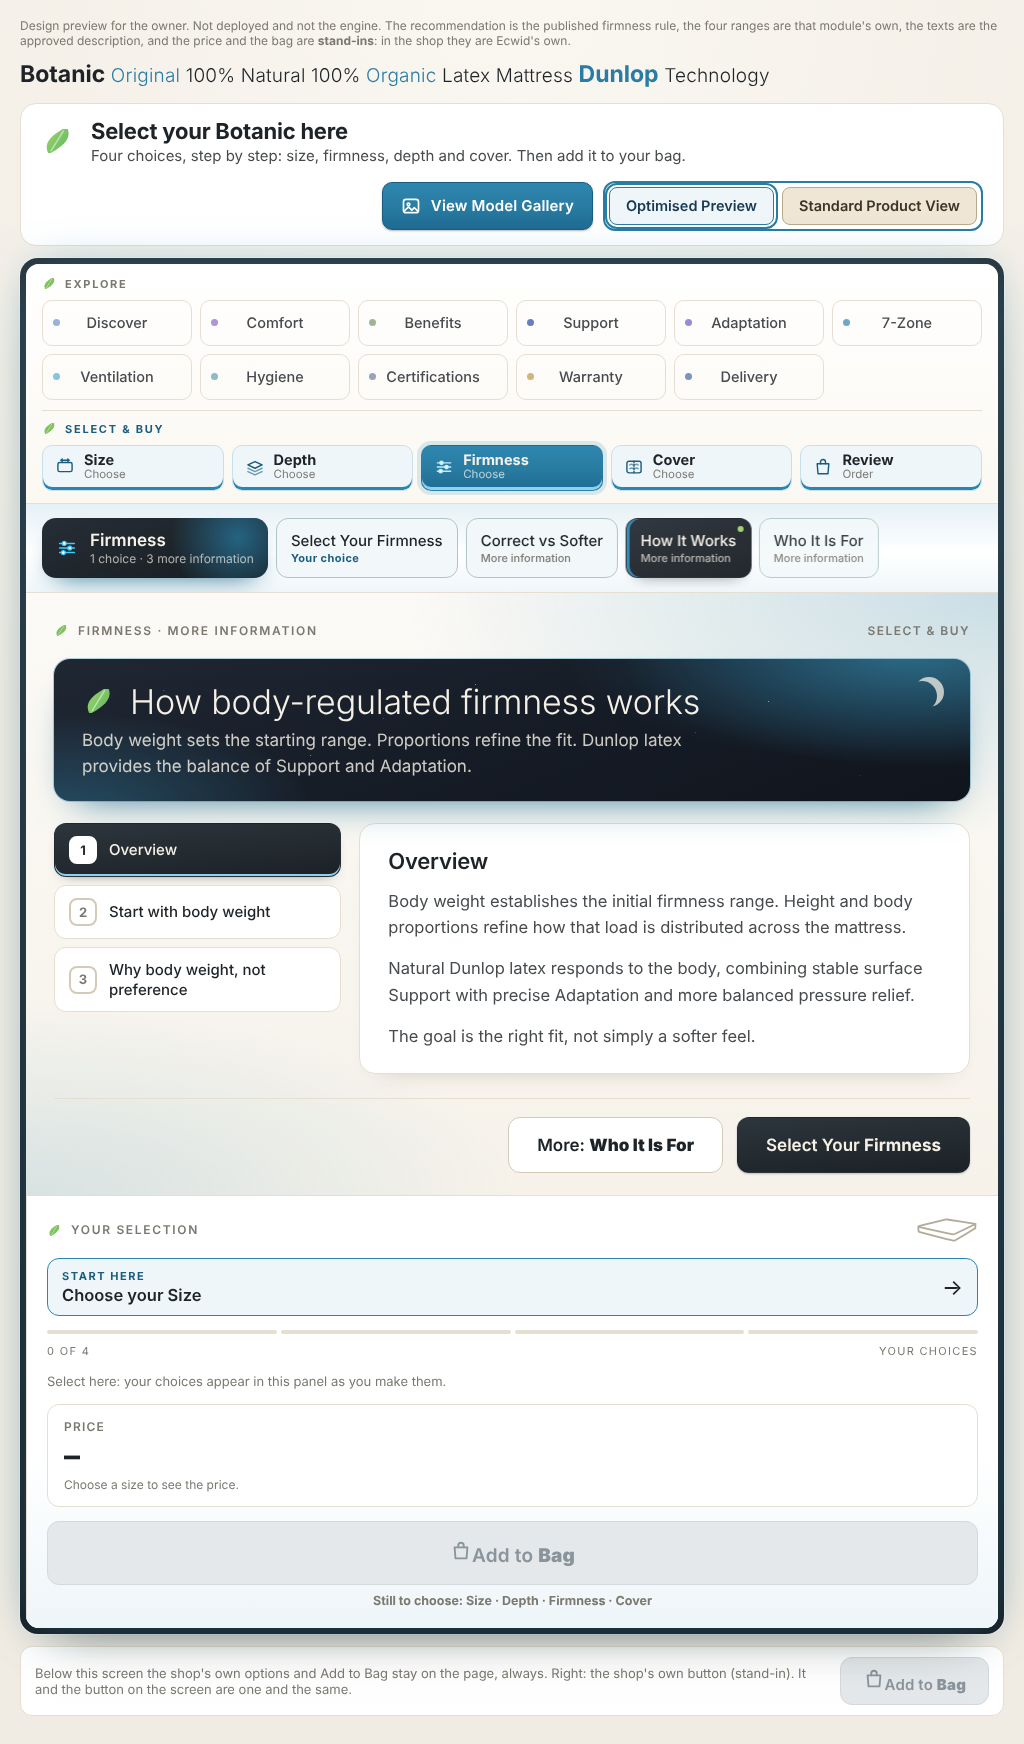 Design preview for the owner. Not deployed and not the engine. The recommendation is the published firmness rule, the four ranges are that module's own, the texts are the
approved description, and the price and the bag are stand-ins: in the shop they are Ecwid's own.
Botanic Original 100% Natural 100% Organic Latex Mattress Dunlop Technology
Select your Botanic here
Four choices, step by step: size, firmness, depth and cover. Then add it to your bag.
View Model Gallery
Optimised Preview
Standard Product View
EXPLORE
Discover
Comfort
Benefits
Support
Adaptation
7-Zone
Ventilation
Hygiene
Certifications
Warranty
Delivery
SELECT & BUY
Size
Choose
Depth
Choose
Firmness
Choose
Cover
Choose
Review
Order
Firmness
1 choice · 3 more information
Select Your Firmness
Your choice
Correct vs Softer
More information
How It Works
More information
Who It Is For
More information
FIRMNESS · MORE INFORMATION
SELECT & BUY
How body-regulated firmness works
Body weight sets the starting range. Proportions refine the fit. Dunlop latex
provides the balance of Support and Adaptation.
1 Overview
2 Start with body weight
3 Why body weight, not
preference
Overview
Body weight establishes the initial firmness range. Height and body
proportions refine how that load is distributed across the mattress.
Natural Dunlop latex responds to the body, combining stable surface
Support with precise Adaptation and more balanced pressure relief.
The goal is the right fit, not simply a softer feel.
More: Who It Is For
Select Your Firmness
YOUR SELECTION
START HERE
Choose your Size
0 OF 4
YOUR CHOICES
Select here: your choices appear in this panel as you make them.
PRICE
–
Choose a size to see the price.
Add to Bag
Still to choose: Size · Depth · Firmness · Cover
Below this screen the shop's own options and Add to Bag stay on the page, always. Right: the shop's own button (stand-in). It
and the button on the screen are one and the same.
Add to Bag